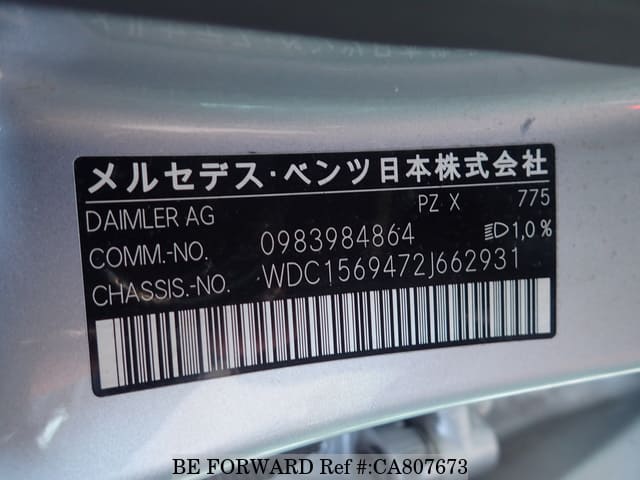 メルセデス・ベンツ日本株式会社
DAIMLER AG PZ X 775
COMM.-NO. 0983984864 1,0%
CHASSIS.-NO. WDC1569472J662931
BE FORWARD Ref #:CA807673